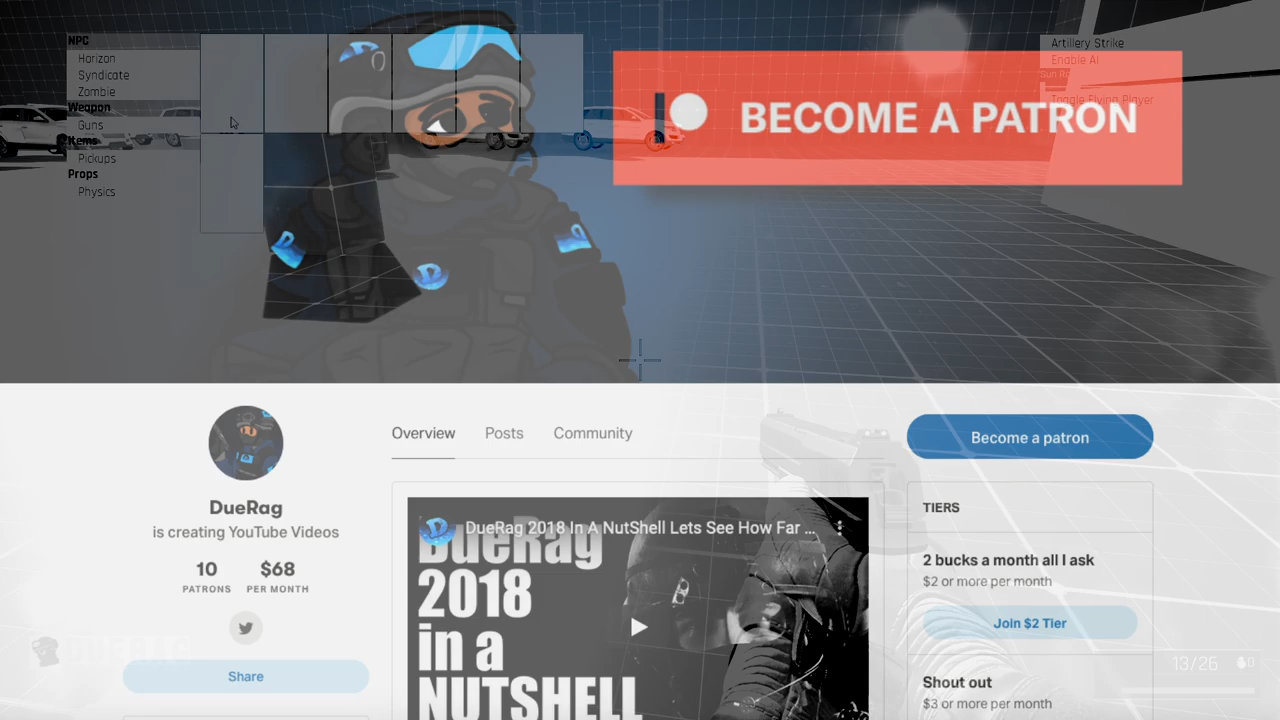 NPC
Horizon
Syndicate
Zombie
Weapon
Guns
Items
Pickups
Props
Physics
Artillery Strike
Enable AI
Toggle Flying Player
BECOME A PATRON
Overview
Posts
Community
Become a patron
DueRag
is creating YouTube Videos
10
PATRONS
$68
PER MONTH
Share
DueRag 2018 In A NutShell Lets See How Far ...
DueRag
2018
in a
NUTSHELL
TIERS
2 bucks a month all I ask
$2 or more per month
Join $2 Tier
Shout out
$3 or more per month
DUERAG
13/26
0